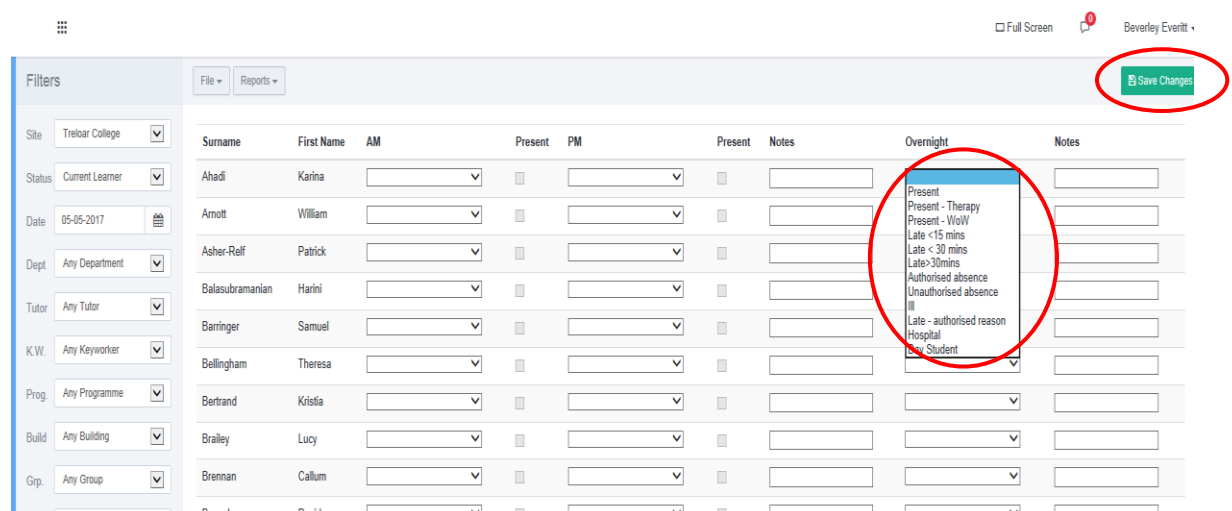 Full Screen 0 Beverley Everitt
Filters File Reports Save Changes
Site Treloar College
Status Current Learner
Date 05-05-2017
Dept Any Department
Tutor Any Tutor
K.W. Any Keyworker
Prog. Any Programme
Build Any Building
Grp. Any Group
Surname First Name AM Present PM Present Notes Overnight Notes
Ahadi Karina
Arnott William
Asher-Relf Patrick
Balasubramanian Harini
Barringer Samuel
Bellingham Theresa
Bertrand Kristia
Brailey Lucy
Brennan Callum
Present
Present - Therapy
Present - WoW
Late <15 mins
Late < 30 mins
Late>30mins
Authorised absence
Unauthorised absence
Ill
Late - authorised reason
Hospital
Day Student